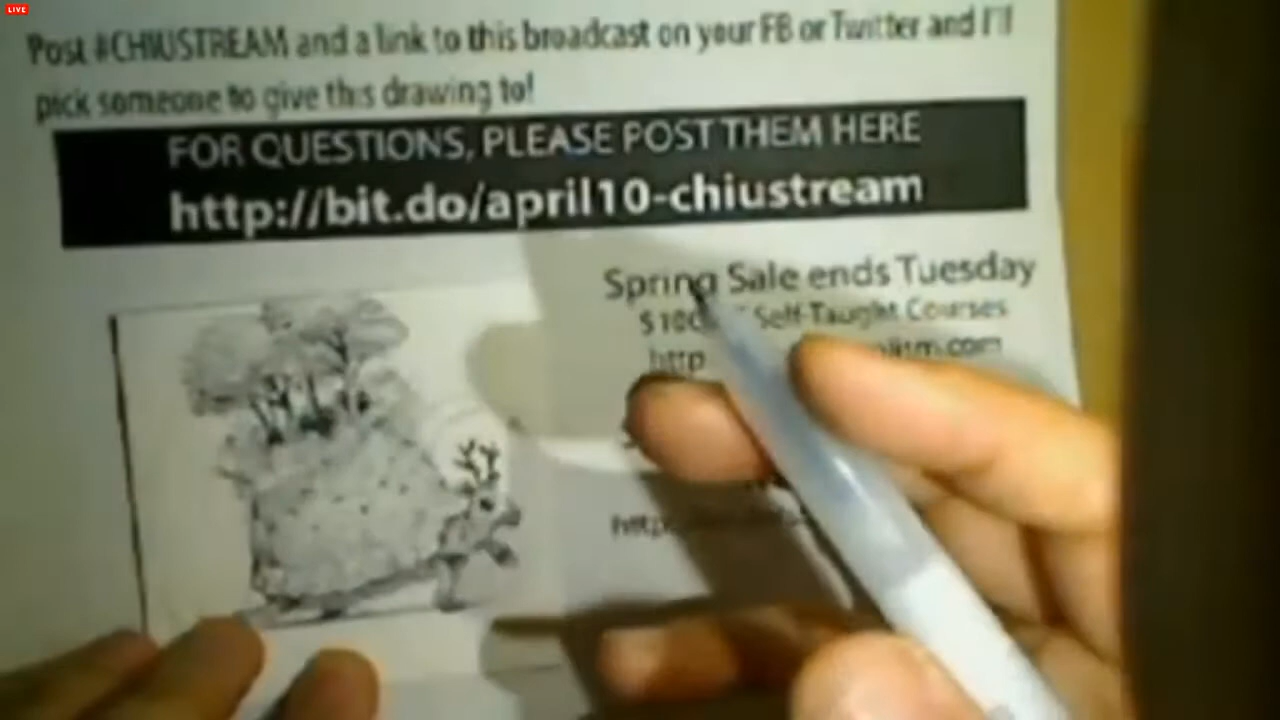 LIVE
Post #CHIUSTREAM and a link to this broadcast on your FB or Twitter and I'll
pick someone to give this drawing to!
FOR QUESTIONS, PLEASE POST THEM HERE
http://bit.do/april10-chiustream
Spring Sale ends Tuesday
Self-Taught Courses
http